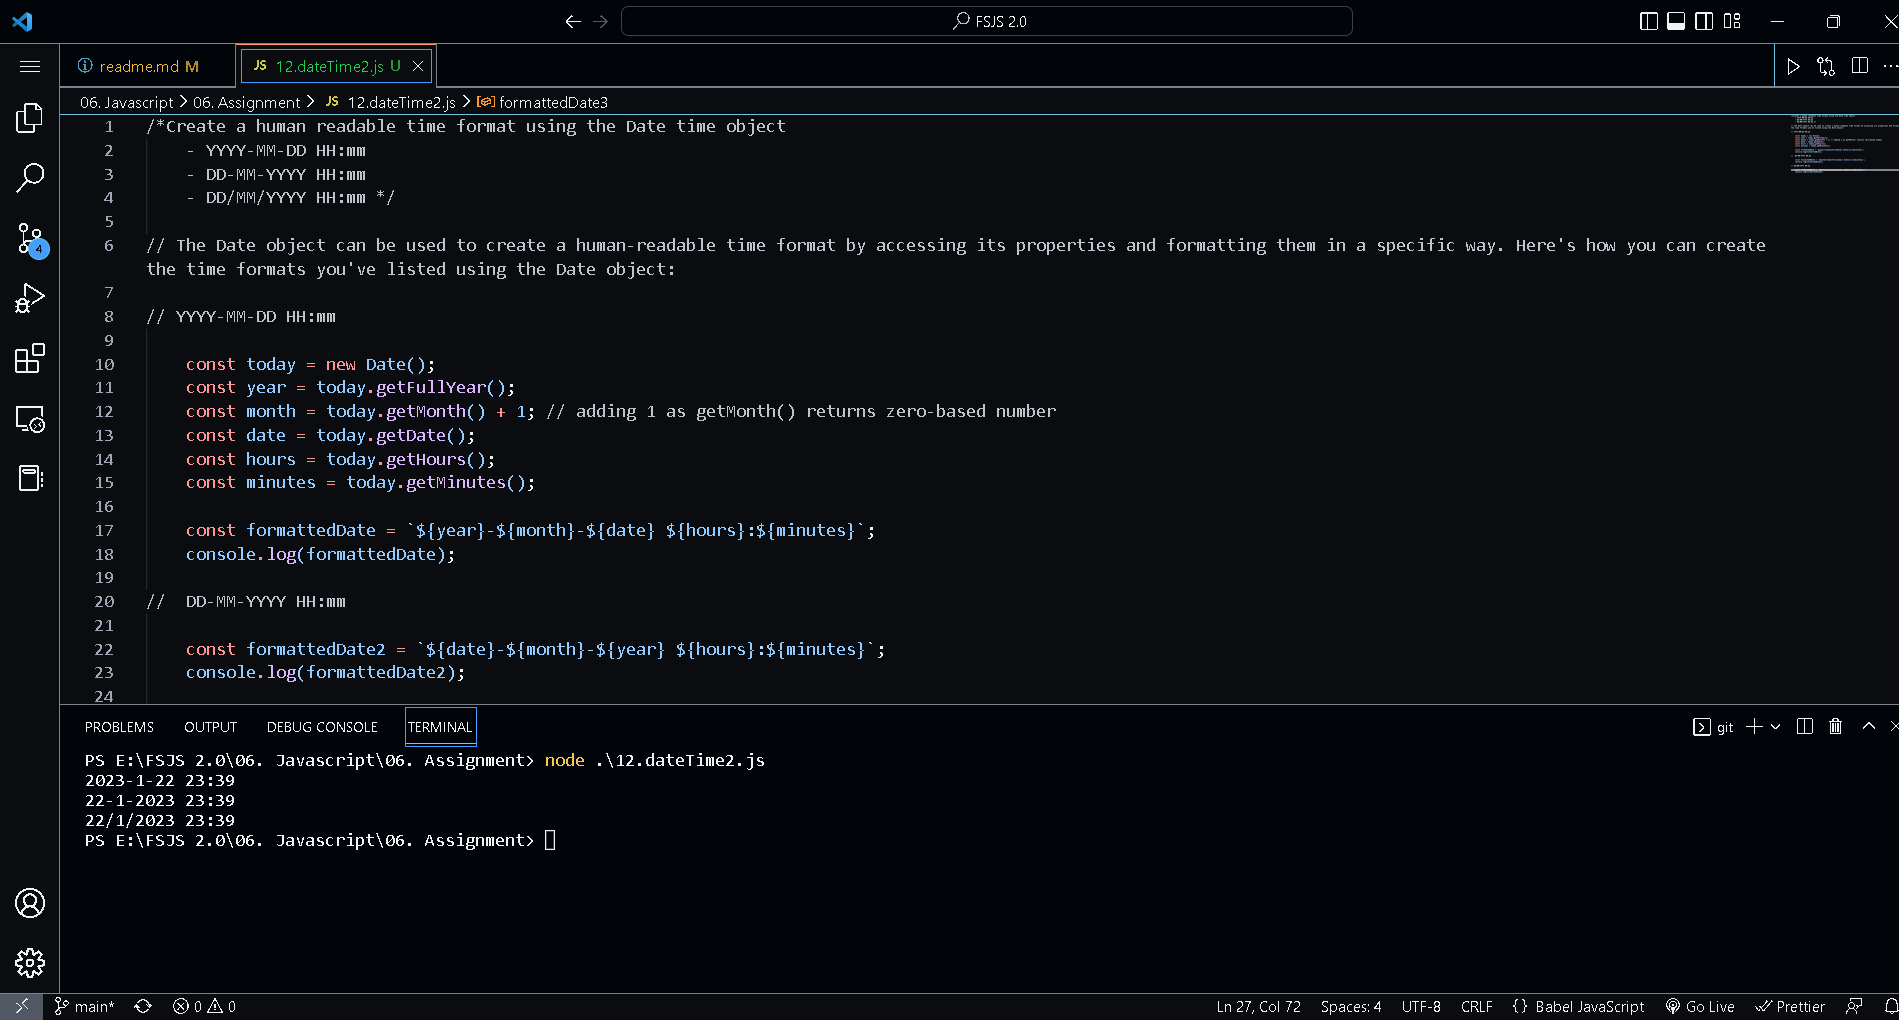 FSJS 2.0
readme.md M
JS 12.dateTime2.js U
06. Javascript > 06. Assignment > JS 12.dateTime2.js > formattedDate3
1 /*Create a human readable time format using the Date time object
2 - YYYY-MM-DD HH:mm
3 - DD-MM-YYYY HH:mm
4 - DD/MM/YYYY HH:mm */
5
6 // The Date object can be used to create a human-readable time format by accessing its properties and formatting them in a specific way. Here's how you can create
the time formats you've listed using the Date object:
7
8 // YYYY-MM-DD HH:mm
9
10 const today = new Date();
11 const year = today.getFullYear();
12 const month = today.getMonth() + 1; // adding 1 as getMonth() returns zero-based number
13 const date = today.getDate();
14 const hours = today.getHours();
15 const minutes = today.getMinutes();
16
17 const formattedDate = `${year}-${month}-${date} ${hours}:${minutes}`;
18 console.log(formattedDate);
19
20 //  DD-MM-YYYY HH:mm
21
22 const formattedDate2 = `${date}-${month}-${year} ${hours}:${minutes}`;
23 console.log(formattedDate2);
24
4
PROBLEMS OUTPUT DEBUG CONSOLE TERMINAL git
PS E:\FSJS 2.0\06. Javascript\06. Assignment> node .\12.dateTime2.js
2023-1-22 23:39
22-1-2023 23:39
22/1/2023 23:39
PS E:\FSJS 2.0\06. Javascript\06. Assignment>
main* 0 0 Ln 27, Col 72 Spaces: 4 UTF-8 CRLF {} Babel JavaScript Go Live Prettier